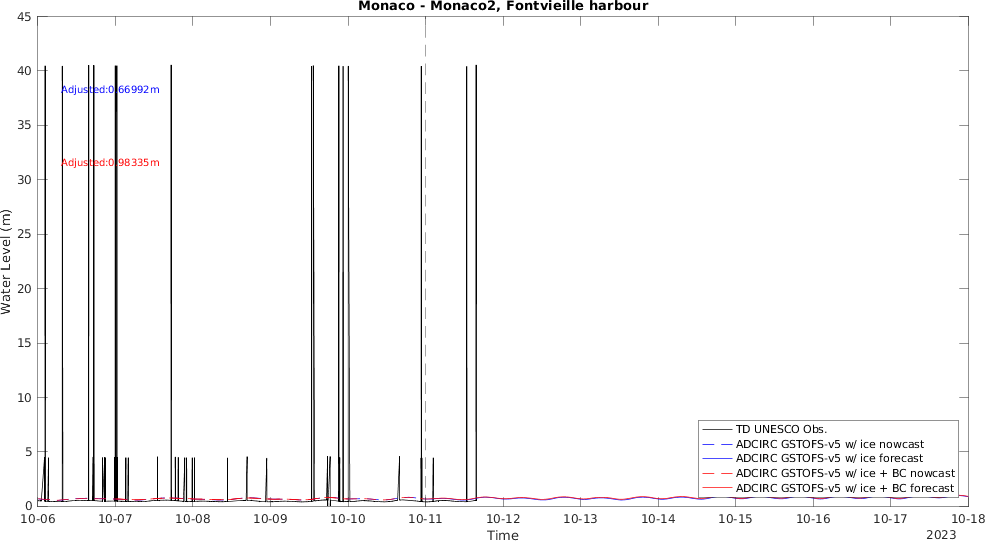 Monaco - Monaco2, Fontvieille harbour
45
40
35
30
25
20
15
10
5
0
Water Level (m)
Adjusted:0.66992m
Adjusted:0.98335m
TD UNESCO Obs.
ADCIRC GSTOFS-v5 w/ ice nowcast
ADCIRC GSTOFS-v5 w/ ice forecast
ADCIRC GSTOFS-v5 w/ ice + BC nowcast
ADCIRC GSTOFS-v5 w/ ice + BC forecast
10-06 10-07 10-08 10-09 10-10 10-11 10-12 10-13 10-14 10-15 10-16 10-17 10-18
Time
2023